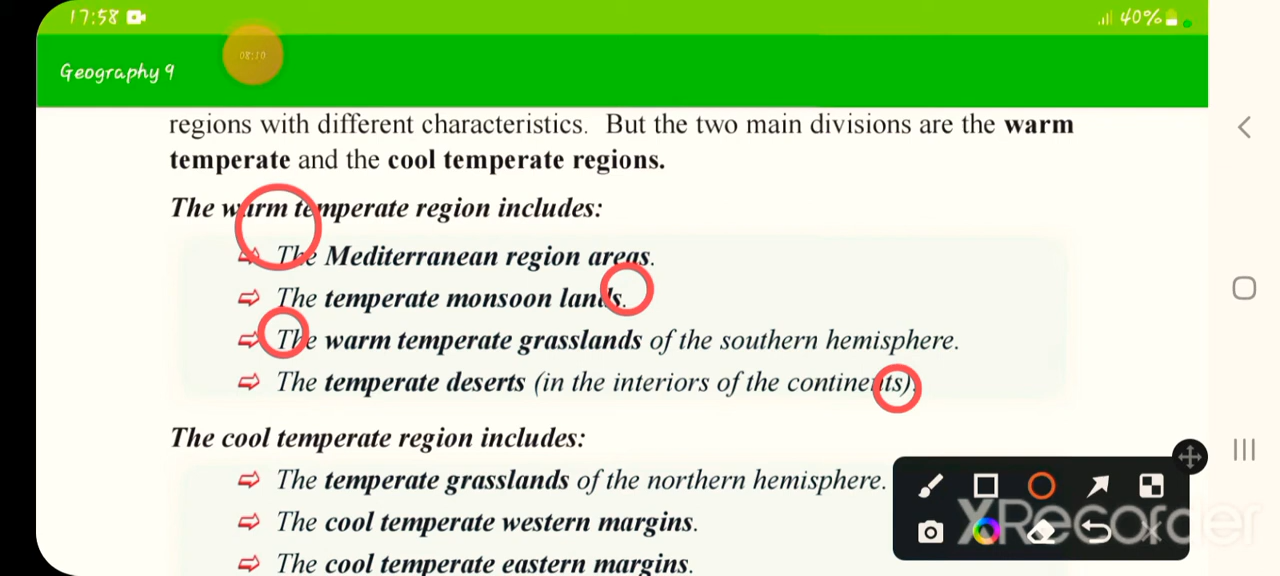 17:58
40%
08:10
Geography 9
regions with different characteristics. But the two main divisions are the warm
temperate and the cool temperate regions.
The warm temperate region includes:
⇨ The Mediterranean region areas.
⇨ The temperate monsoon lands.
⇨ The warm temperate grasslands of the southern hemisphere.
⇨ The temperate deserts (in the interiors of the continents).
The cool temperate region includes:
⇨ The temperate grasslands of the northern hemisphere.
⇨ The cool temperate western margins.
⇨ The cool temperate eastern margins.
XRecorder